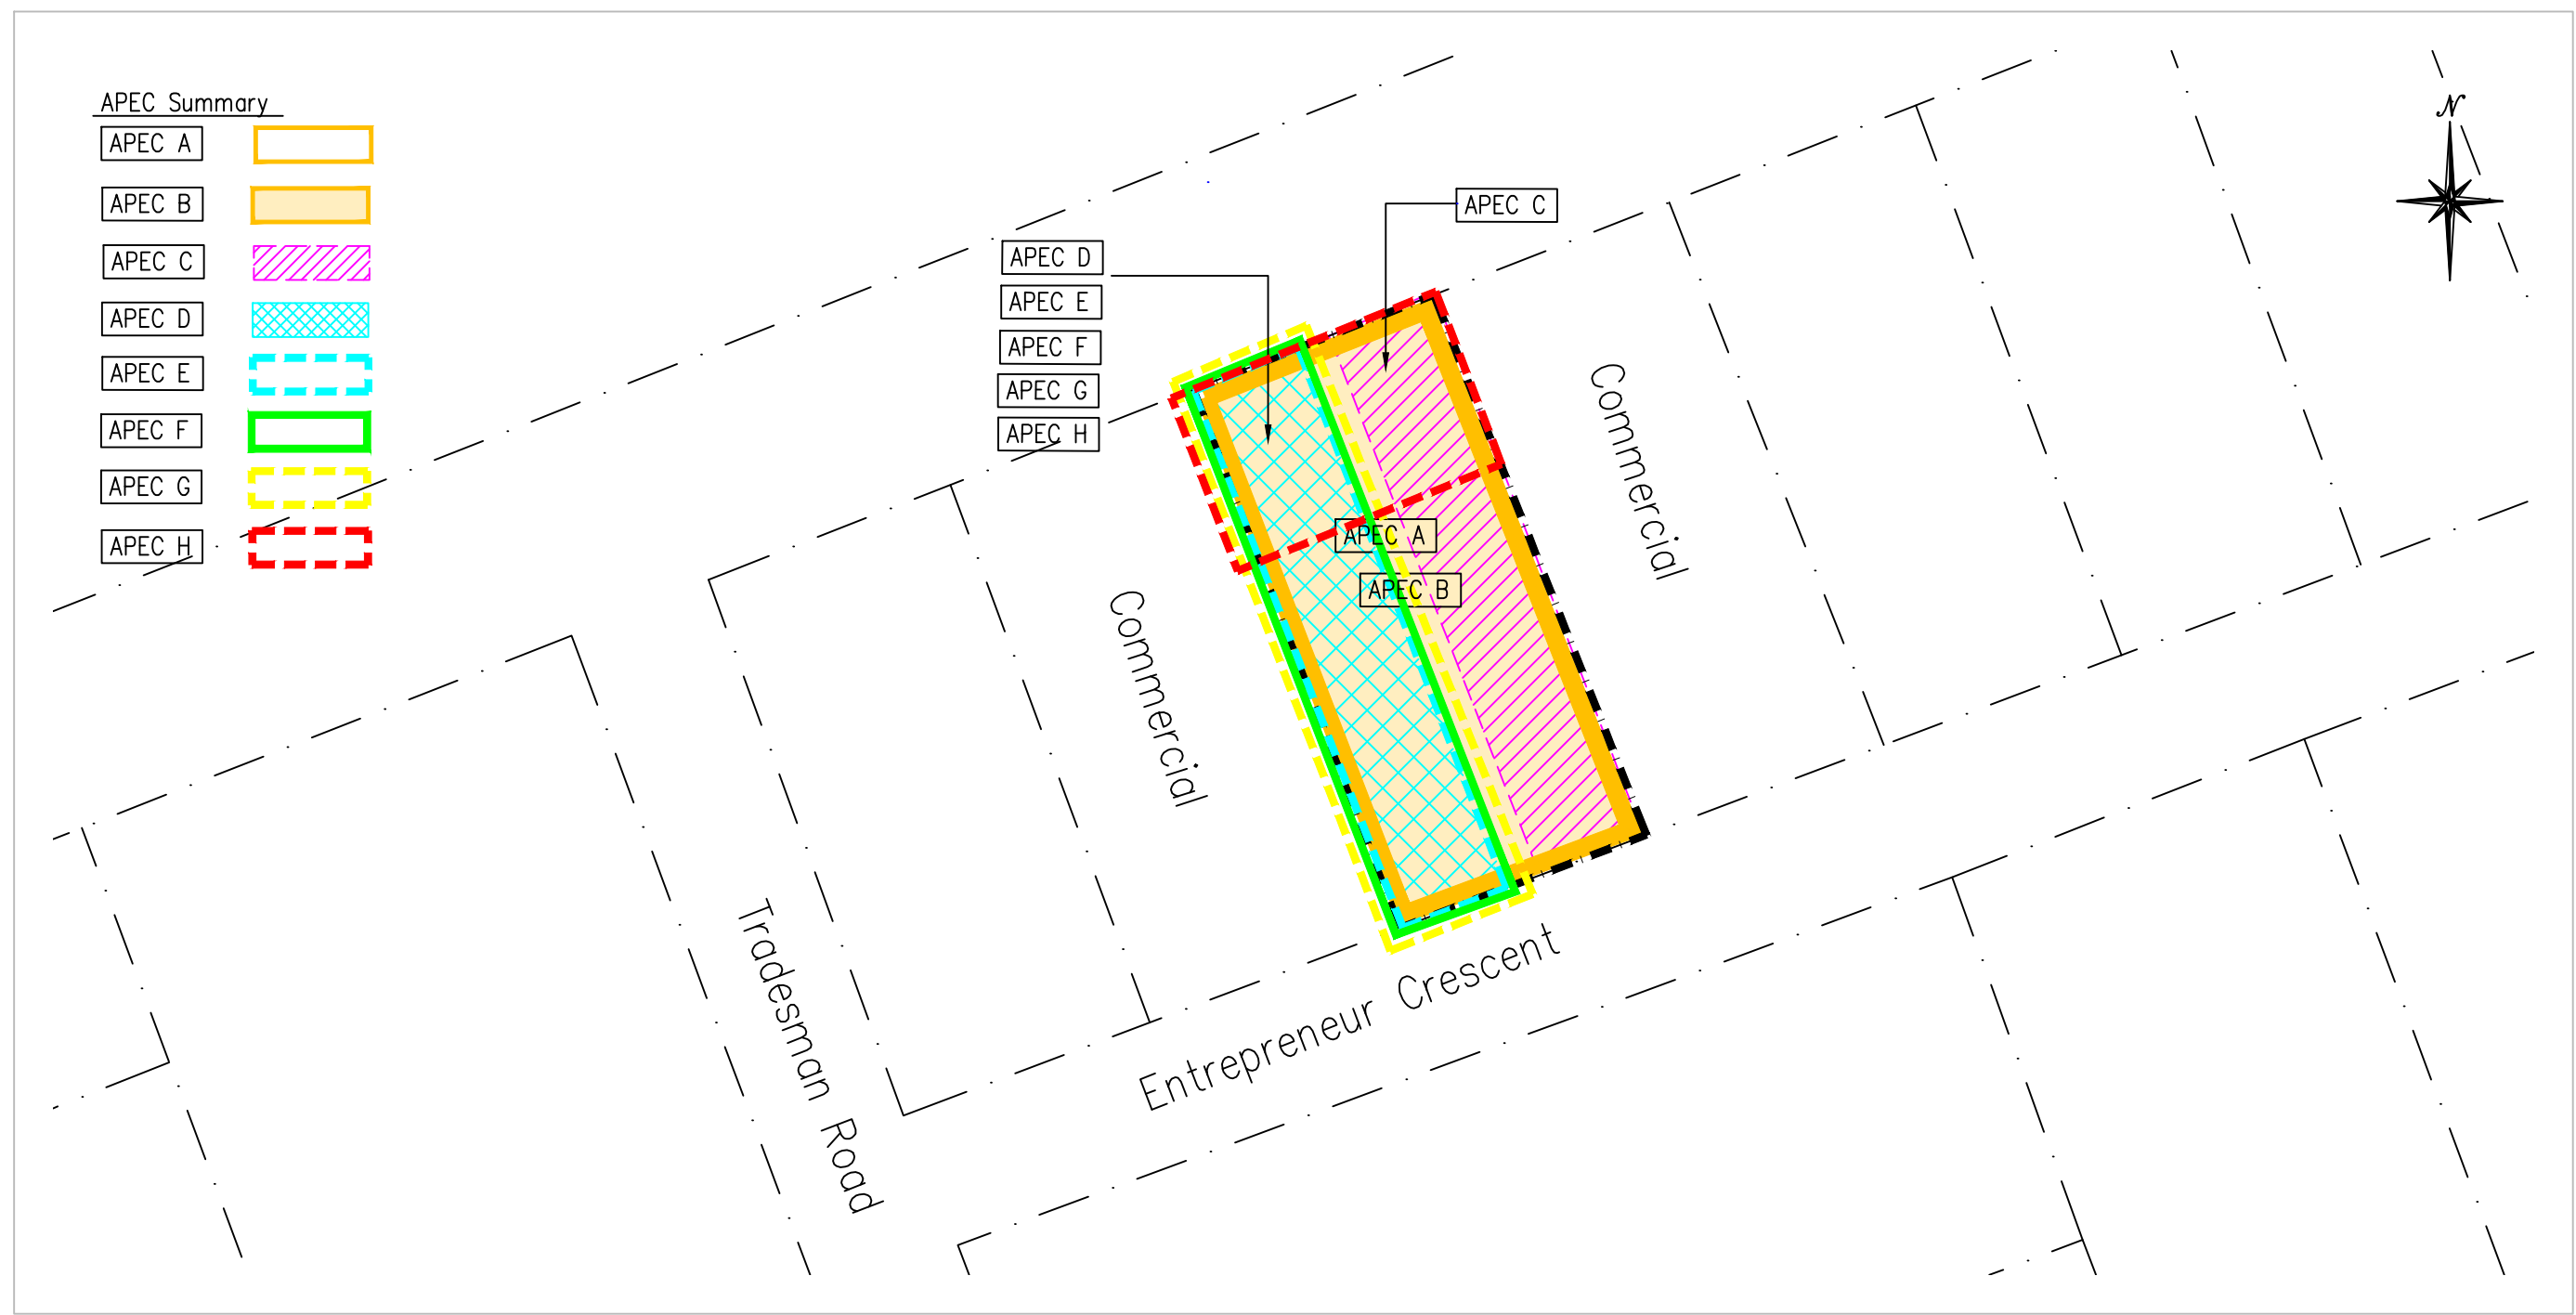 APEC Summary
APEC A
APEC B
APEC C
APEC D
APEC E
APEC F
APEC G
APEC H
N
APEC C
APEC D
APEC E
APEC F
APEC G
APEC H
APEC A
APEC B
Commercial
Commercial
Tradesman Road
Entrepreneur Crescent